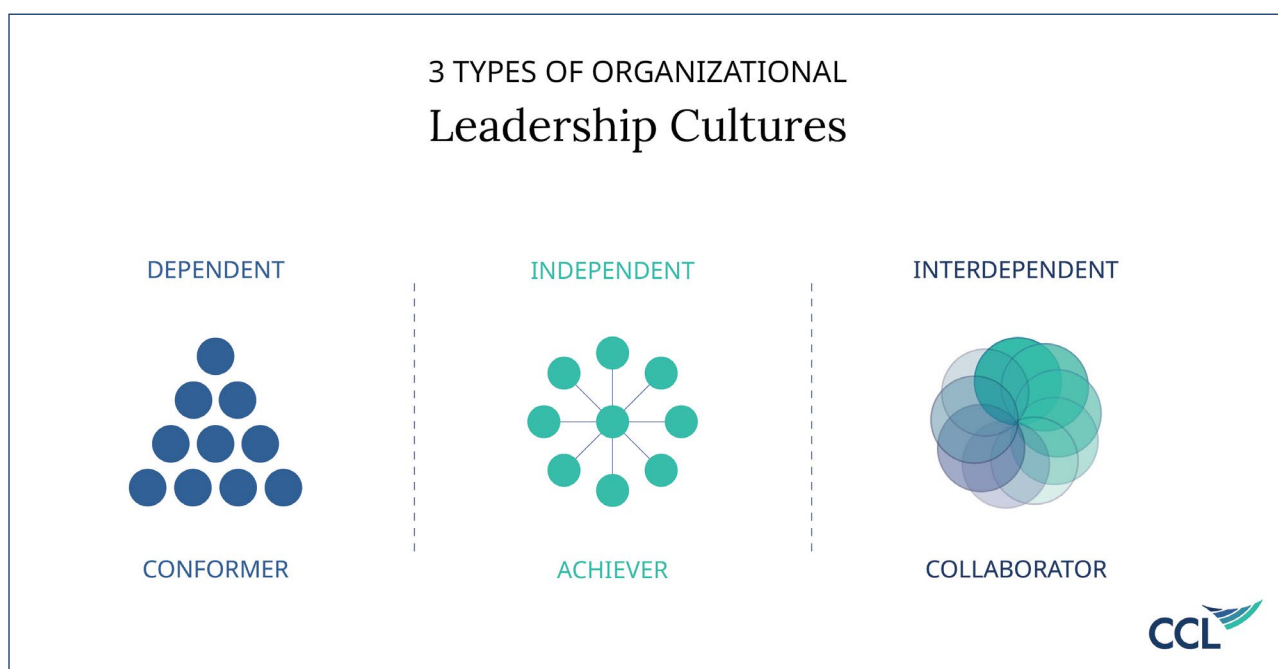 3 TYPES OF ORGANIZATIONAL
Leadership Cultures
DEPENDENT
INDEPENDENT
INTERDEPENDENT
CONFORMER
ACHIEVER
COLLABORATOR
CCL